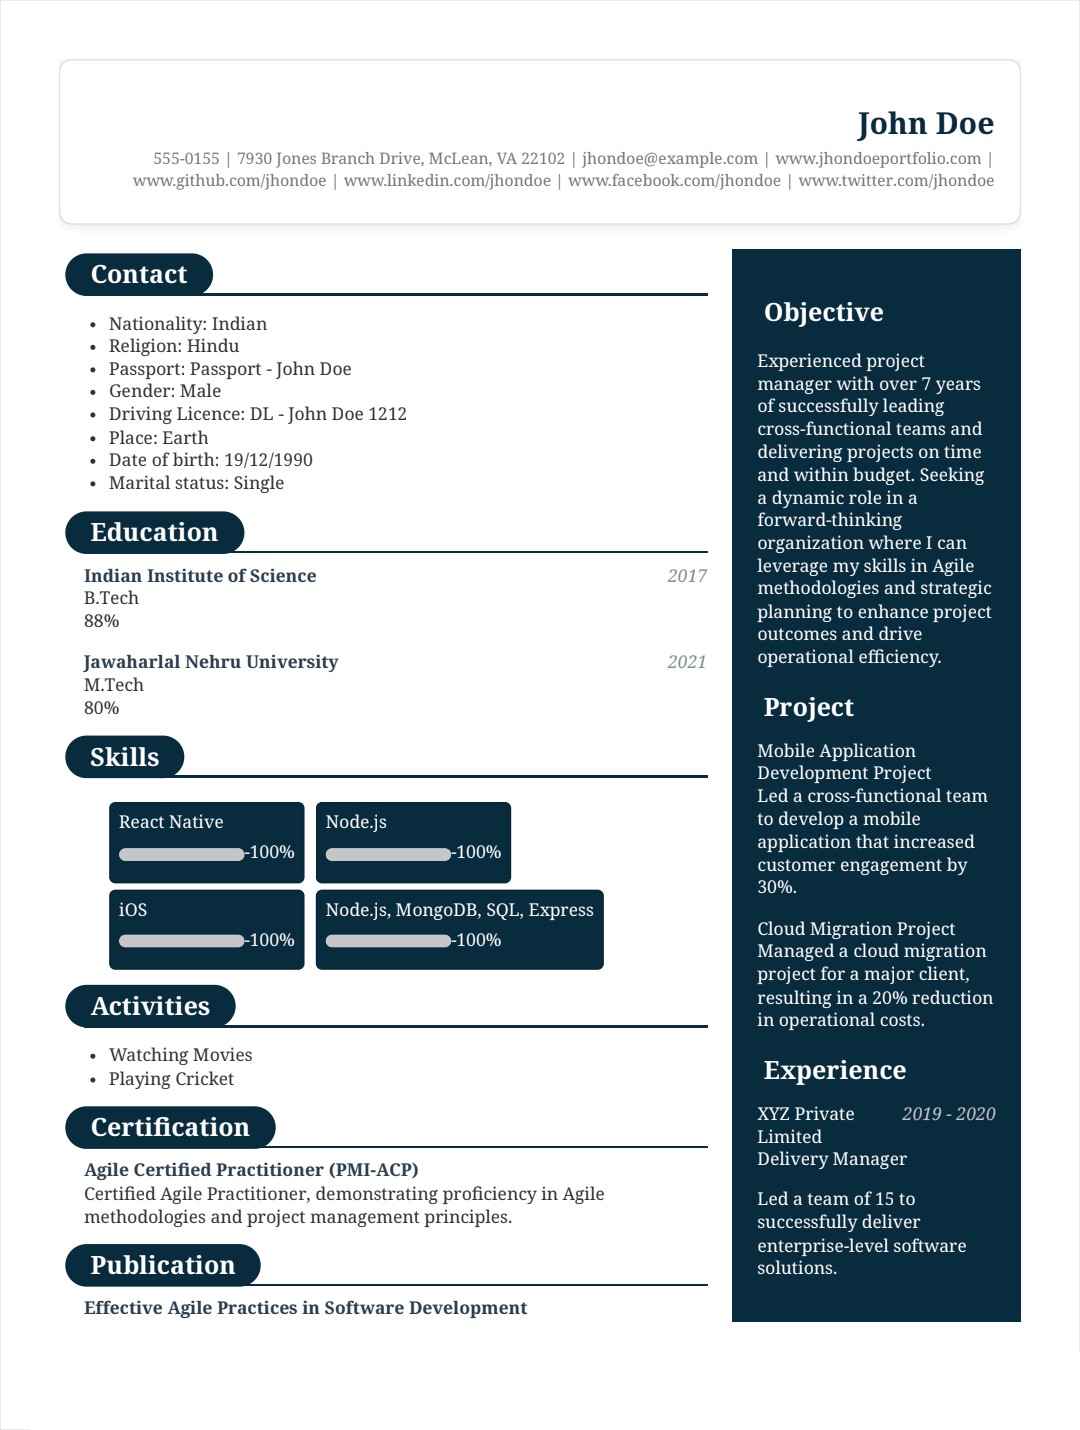 John Doe
555-0155 | 7930 Jones Branch Drive, McLean, VA 22102 | jhondoe@example.com | www.jhondoeportfolio.com |
www.github.com/jhondoe | www.linkedin.com/jhondoe | www.facebook.com/jhondoe | www.twitter.com/jhondoe
Contact
• Nationality: Indian
• Religion: Hindu
• Passport: Passport - John Doe
• Gender: Male
• Driving Licence: DL - John Doe 1212
• Place: Earth
• Date of birth: 19/12/1990
• Marital status: Single
Education
Indian Institute of Science 2017
B.Tech
88%
Jawaharlal Nehru University 2021
M.Tech
80%
Skills
React Native
-100%
Node.js
-100%
iOS
-100%
Node.js, MongoDB, SQL, Express
-100%
Activities
• Watching Movies
• Playing Cricket
Certification
Agile Certified Practitioner (PMI-ACP)
Certified Agile Practitioner, demonstrating proficiency in Agile
methodologies and project management principles.
Publication
Effective Agile Practices in Software Development
Objective
Experienced project
manager with over 7 years
of successfully leading
cross-functional teams and
delivering projects on time
and within budget. Seeking
a dynamic role in a
forward-thinking
organization where I can
leverage my skills in Agile
methodologies and strategic
planning to enhance project
outcomes and drive
operational efficiency.
Project
Mobile Application
Development Project
Led a cross-functional team
to develop a mobile
application that increased
customer engagement by
30%.
Cloud Migration Project
Managed a cloud migration
project for a major client,
resulting in a 20% reduction
in operational costs.
Experience
XYZ Private 2019 - 2020
Limited
Delivery Manager
Led a team of 15 to
successfully deliver
enterprise-level software
solutions.